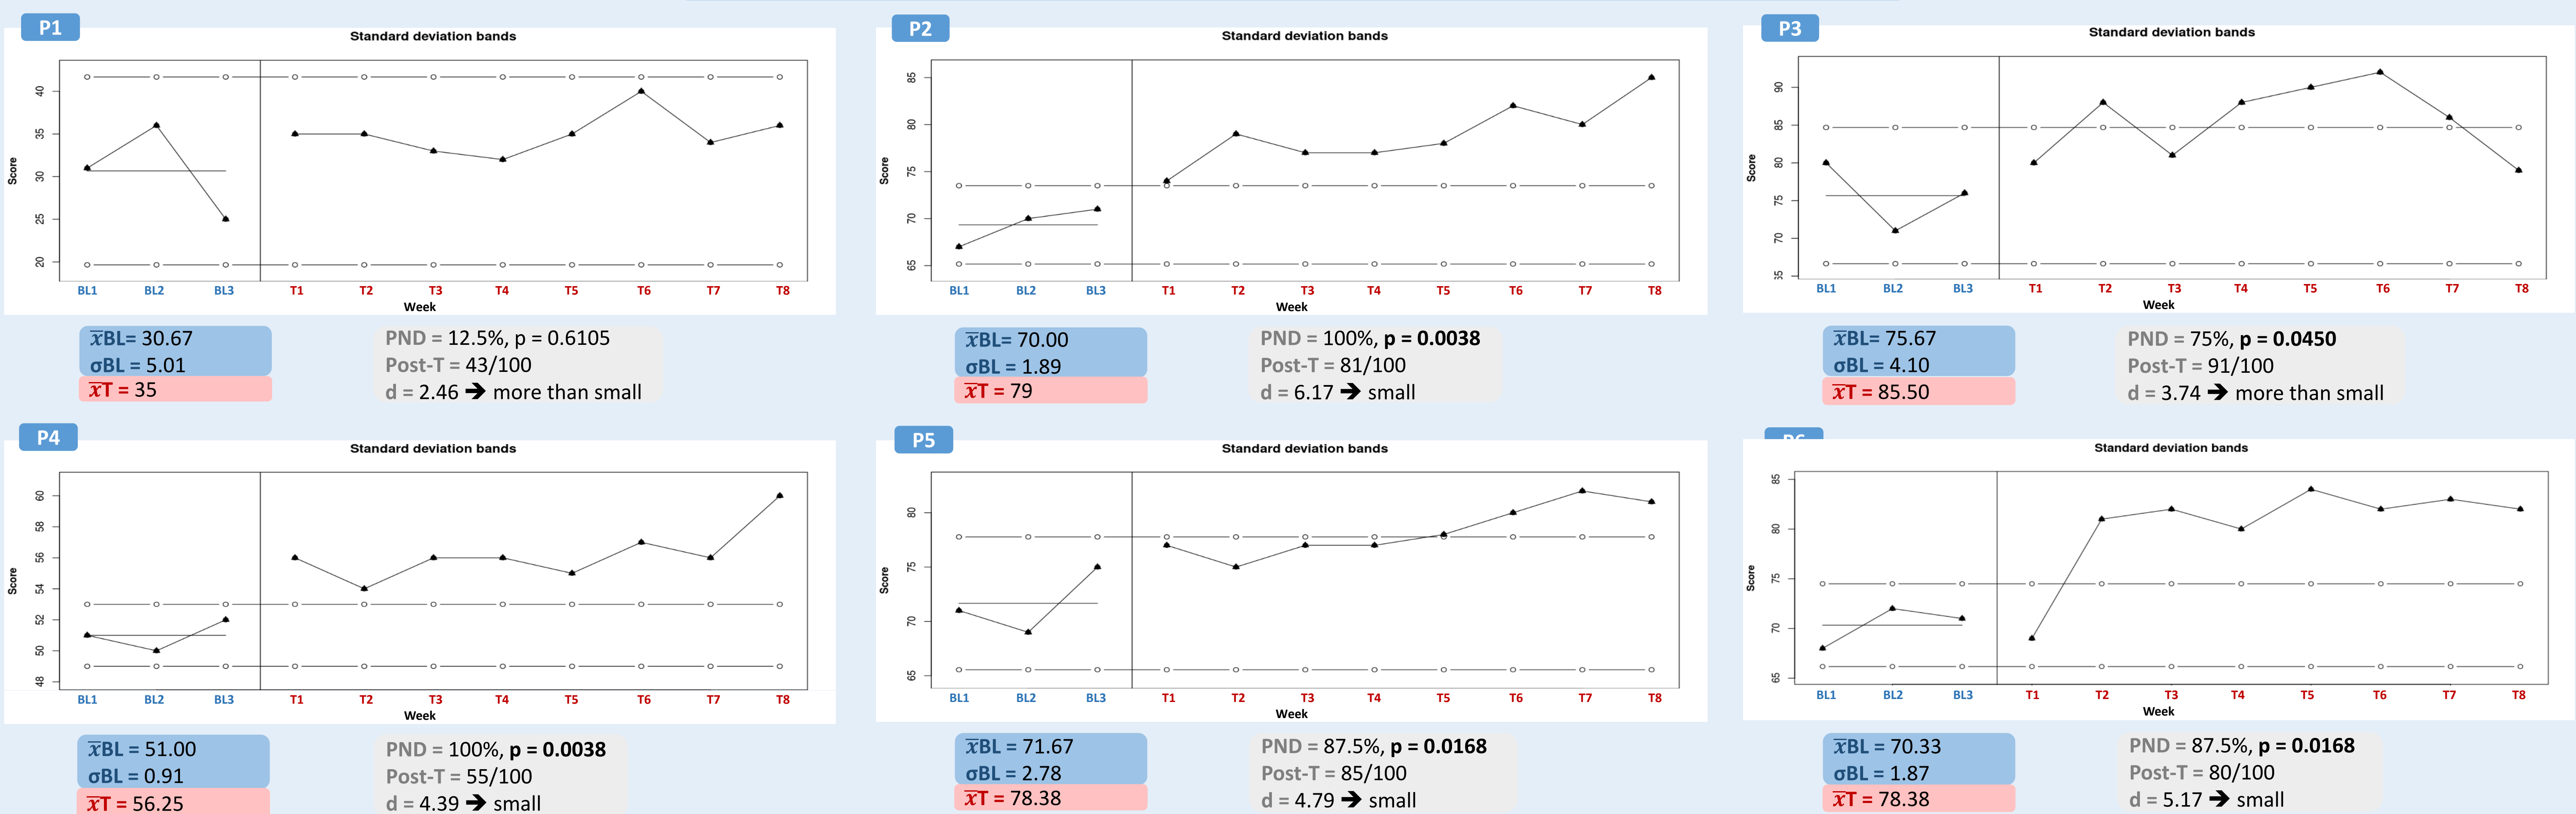 P1
Standard deviation bands
Score
40
35
30
25
20
BL1 BL2 BL3 T1 T2 T3 T4 T5 T6 T7 T8
Week
x̅BL= 30.67
σBL = 5.01
x̅T = 35
PND = 12.5%, p = 0.6105
Post-T = 43/100
d = 2.46 ➔ more than small
P2
Standard deviation bands
Score
85
80
75
70
65
BL1 BL2 BL3 T1 T2 T3 T4 T5 T6 T7 T8
Week
x̅BL= 70.00
σBL = 1.89
x̅T = 79
PND = 100%, p = 0.0038
Post-T = 81/100
d = 6.17 ➔ small
P3
Standard deviation bands
Score
90
85
80
75
70
65
BL1 BL2 BL3 T1 T2 T3 T4 T5 T6 T7 T8
Week
x̅BL= 75.67
σBL = 4.10
x̅T = 85.50
PND = 75%, p = 0.0450
Post-T = 91/100
d = 3.74 ➔ more than small
P4
Standard deviation bands
Score
60
58
56
54
52
50
48
BL1 BL2 BL3 T1 T2 T3 T4 T5 T6 T7 T8
Week
x̅BL = 51.00
σBL = 0.91
x̅T = 56.25
PND = 100%, p = 0.0038
Post-T = 55/100
d = 4.39 ➔ small
P5
Standard deviation bands
Score
80
75
70
65
BL1 BL2 BL3 T1 T2 T3 T4 T5 T6 T7 T8
Week
x̅BL = 71.67
σBL = 2.78
x̅T = 78.38
PND = 87.5%, p = 0.0168
Post-T = 85/100
d = 4.79 ➔ small
P6
Standard deviation bands
Score
85
80
75
70
65
BL1 BL2 BL3 T1 T2 T3 T4 T5 T6 T7 T8
Week
x̅BL = 70.33
σBL = 1.87
x̅T = 78.38
PND = 87.5%, p = 0.0168
Post-T = 80/100
d = 5.17 ➔ small